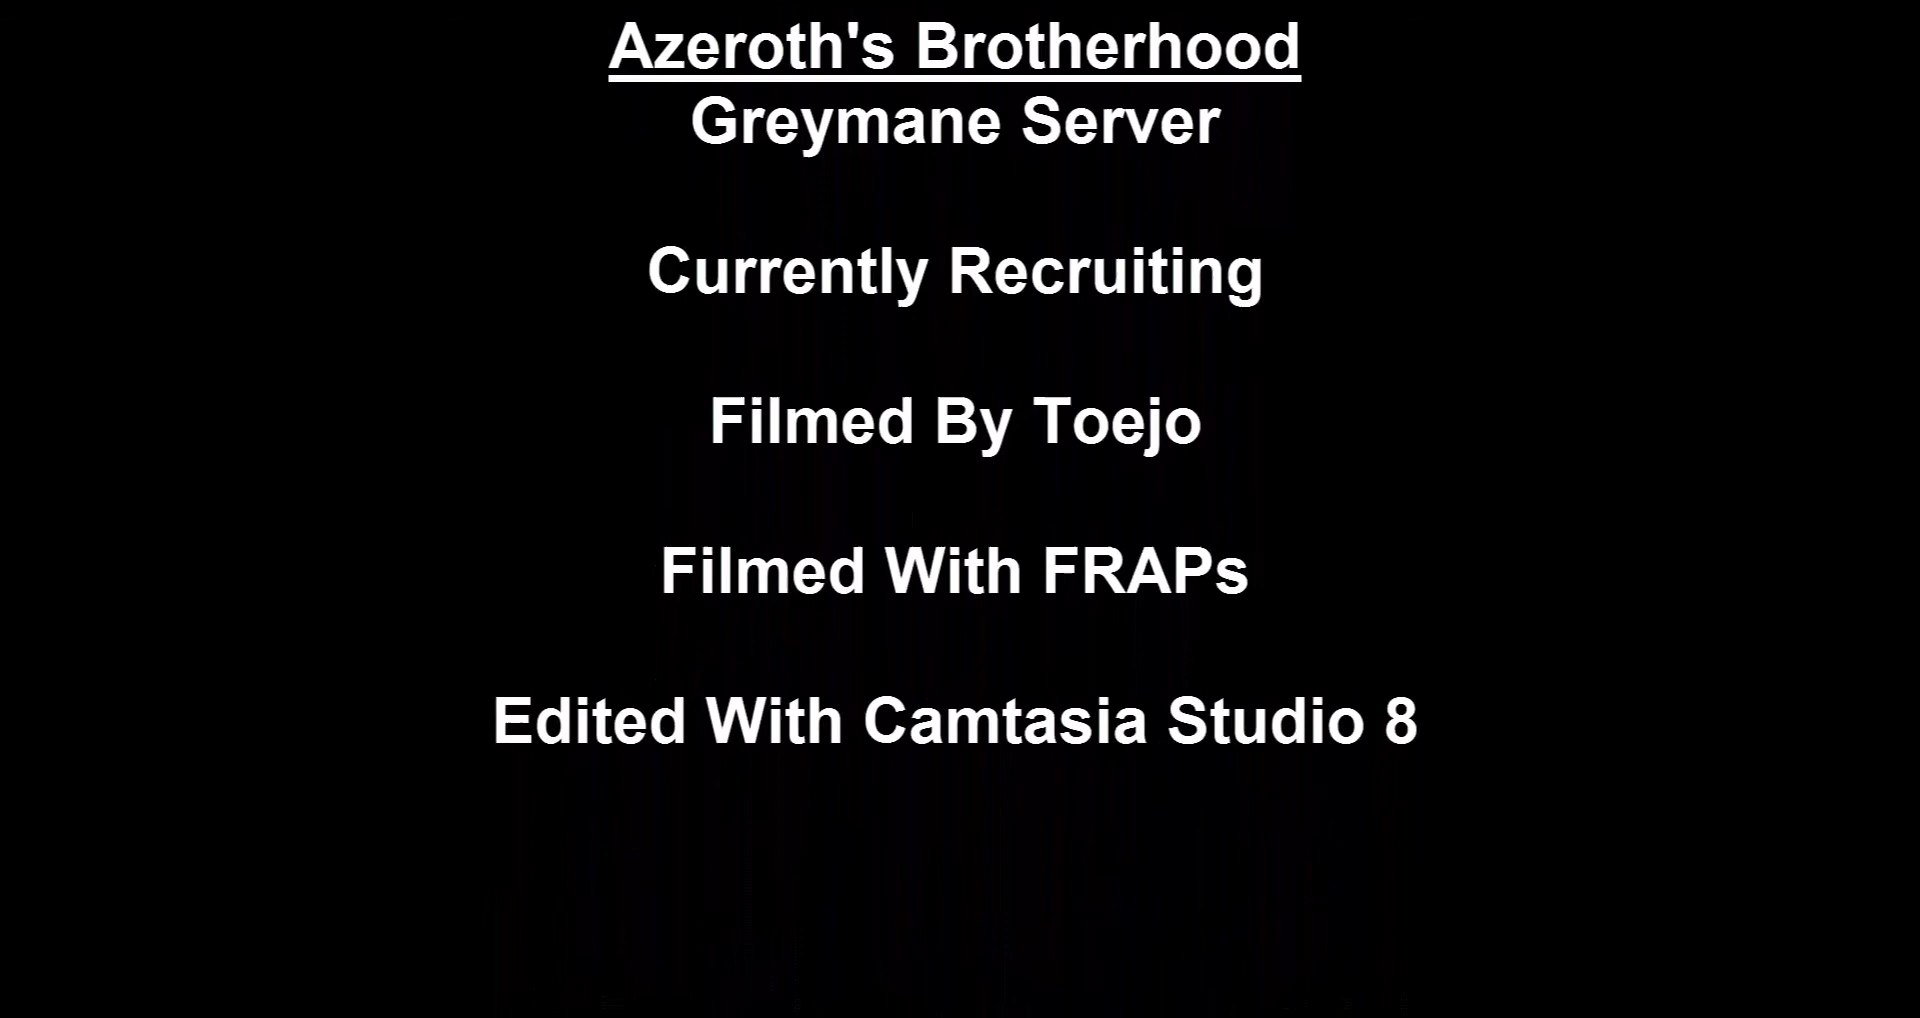 Azeroth's Brotherhood
Greymane Server
Currently Recruiting
Filmed By Toejo
Filmed With FRAPs
Edited With Camtasia Studio 8